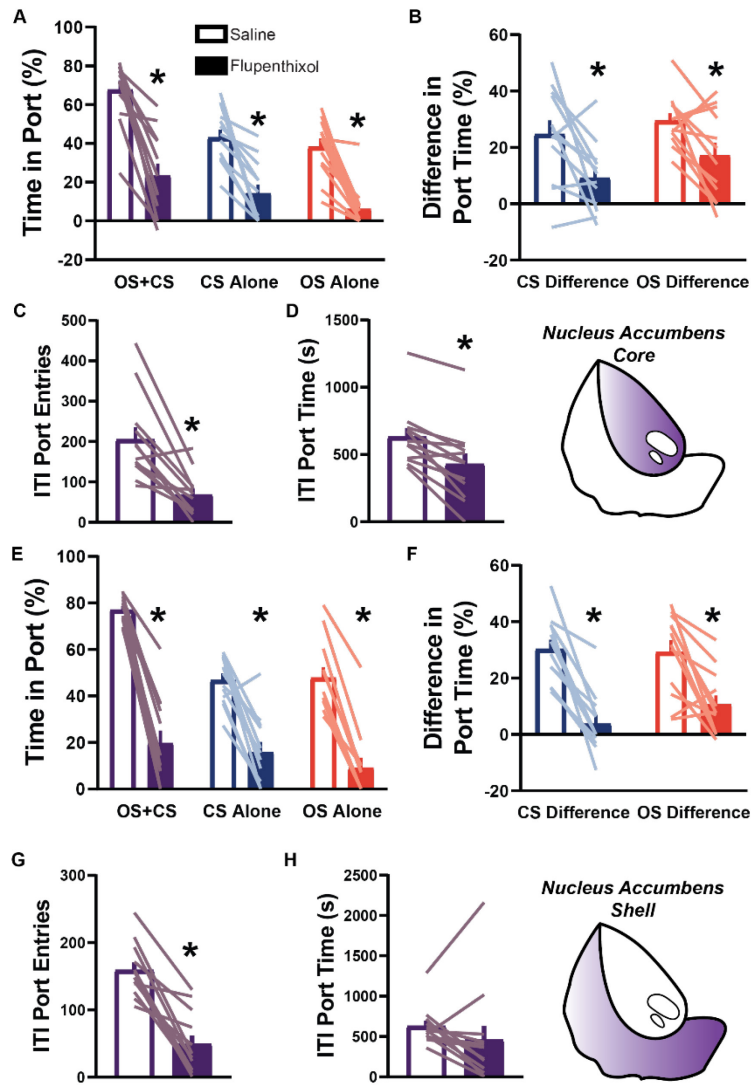 A
Time in Port (%)
100
80
60
40
20
0
-20
Saline
Flupenthixol
*
*
*
OS+CS
CS Alone
OS Alone
B
Difference in
Port Time (%)
60
40
20
0
-20
*
*
CS Difference
OS Difference
C
ITI Port Entries
500
400
300
200
100
0
*
D
ITI Port Time (s)
1500
1000
500
0
*
Nucleus Accumbens
Core
E
Time in Port (%)
100
80
60
40
20
0
*
*
*
OS+CS
CS Alone
OS Alone
F
Difference in
Port Time (%)
60
40
20
0
-20
*
*
CS Difference
OS Difference
G
ITI Port Entries
300
200
100
0
*
H
ITI Port Time (s)
2500
2000
1500
1000
500
0
Nucleus Accumbens
Shell